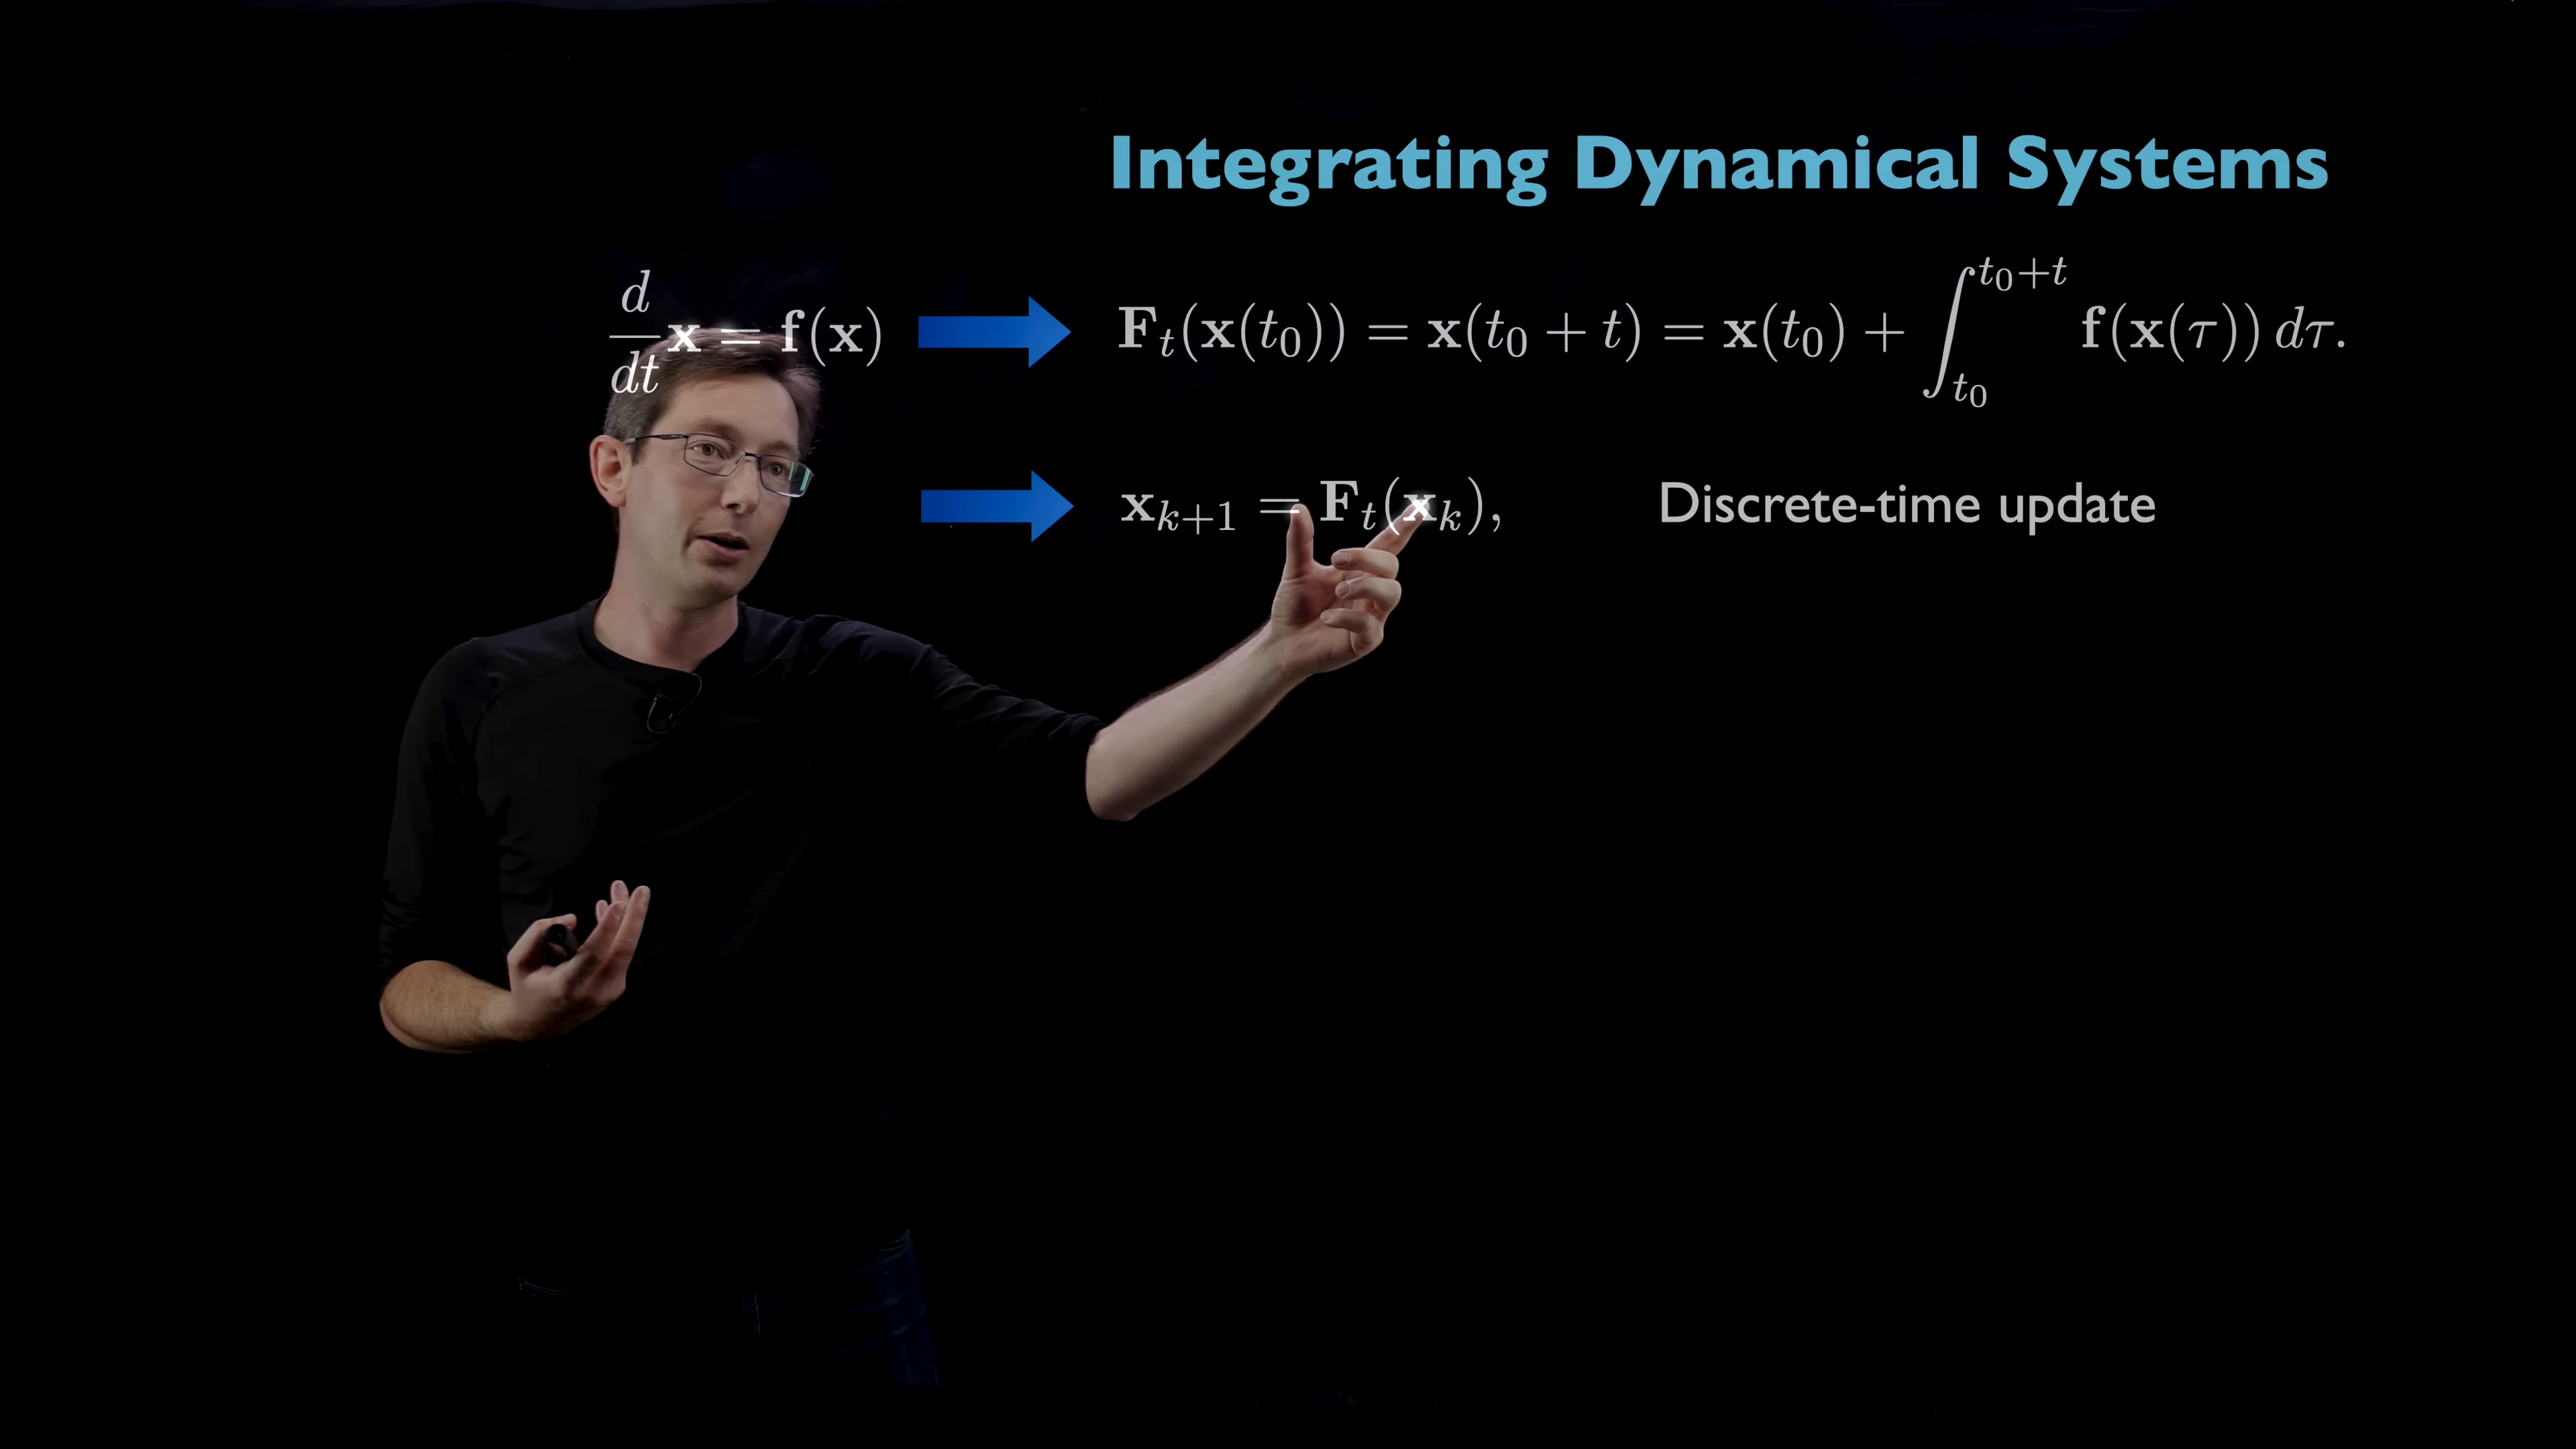 Integrating Dynamical Systems
d/dt x = f(x) F_t(x(t_0)) = x(t_0 + t) = x(t_0) + ∫_{t_0}^{t_0+t} f(x(τ)) dτ.
x_{k+1} = F_t(x_k), Discrete-time update